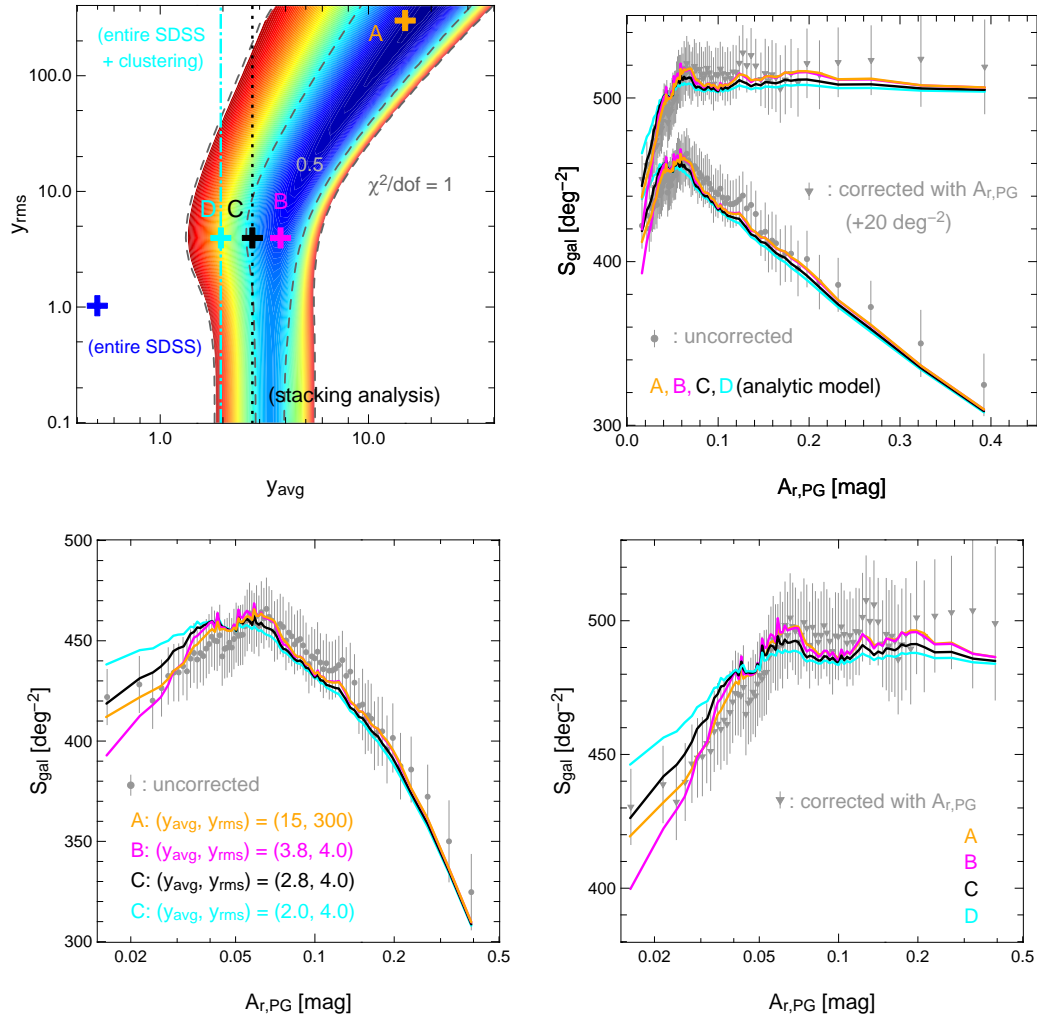 (entire SDSS
+ clustering)
A
100.0
0.5
χ²/dof = 1
10.0
D C B
1.0
(entire SDSS)
(stacking analysis)
0.1
1.0 10.0
y_rms
y_avg
500
400
300
S_gal [deg⁻²]
: corrected with A_r,PG
(+20 deg⁻²)
: uncorrected
A, B, C, D (analytic model)
0.0 0.1 0.2 0.3 0.4
A_r,PG [mag]
500
450
400
350
300
S_gal [deg⁻²]
: uncorrected
A: (y_avg, y_rms) = (15, 300)
B: (y_avg, y_rms) = (3.8, 4.0)
C: (y_avg, y_rms) = (2.8, 4.0)
C: (y_avg, y_rms) = (2.0, 4.0)
0.02 0.05 0.1 0.2 0.5
A_r,PG [mag]
500
450
400
S_gal [deg⁻²]
: corrected with A_r,PG
A
B
C
D
0.02 0.05 0.1 0.2 0.5
A_r,PG [mag]